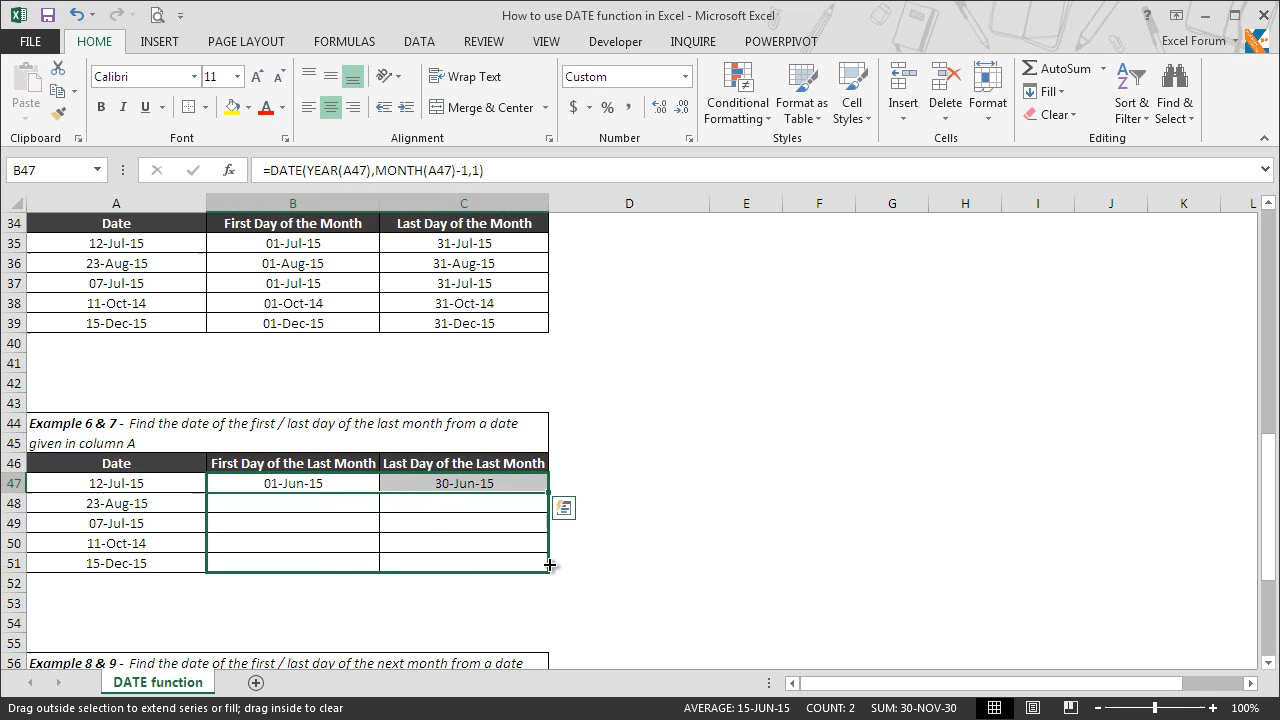 How to use DATE function in Excel - Microsoft Excel
?
FILE HOME INSERT PAGE LAYOUT FORMULAS DATA REVIEW VIEW Developer INQUIRE POWERPIVOT Excel Forum
Paste
Clipboard
Calibri 11 A A
B I U A
Font
Wrap Text
Merge & Center
Alignment
Custom
$ % ,
Number
Conditional Formatting
Format as Table
Cell Styles
Styles
Insert Delete Format
Cells
AutoSum
Fill
Clear
Sort & Filter
Find & Select
Editing
B47 fx =DATE(YEAR(A47),MONTH(A47)-1,1)
A B C D E F G H I J K L
34 Date First Day of the Month Last Day of the Month
35 12-Jul-15 01-Jul-15 31-Jul-15
36 23-Aug-15 01-Aug-15 31-Aug-15
37 07-Jul-15 01-Jul-15 31-Jul-15
38 11-Oct-14 01-Oct-14 31-Oct-14
39 15-Dec-15 01-Dec-15 31-Dec-15
40
41
42
43
44 Example 6 & 7 - Find the date of the first / last day of the last month from a date
45 given in column A
46 Date First Day of the Last Month Last Day of the Last Month
47 12-Jul-15 01-Jun-15 30-Jun-15
48 23-Aug-15
49 07-Jul-15
50 11-Oct-14
51 15-Dec-15
52
53
54
55
56 Example 8 & 9 - Find the date of the first / last day of the next month from a date
DATE function
Drag outside selection to extend series or fill; drag inside to clear AVERAGE: 15-JUN-15 COUNT: 2 SUM: 30-NOV-30 100%